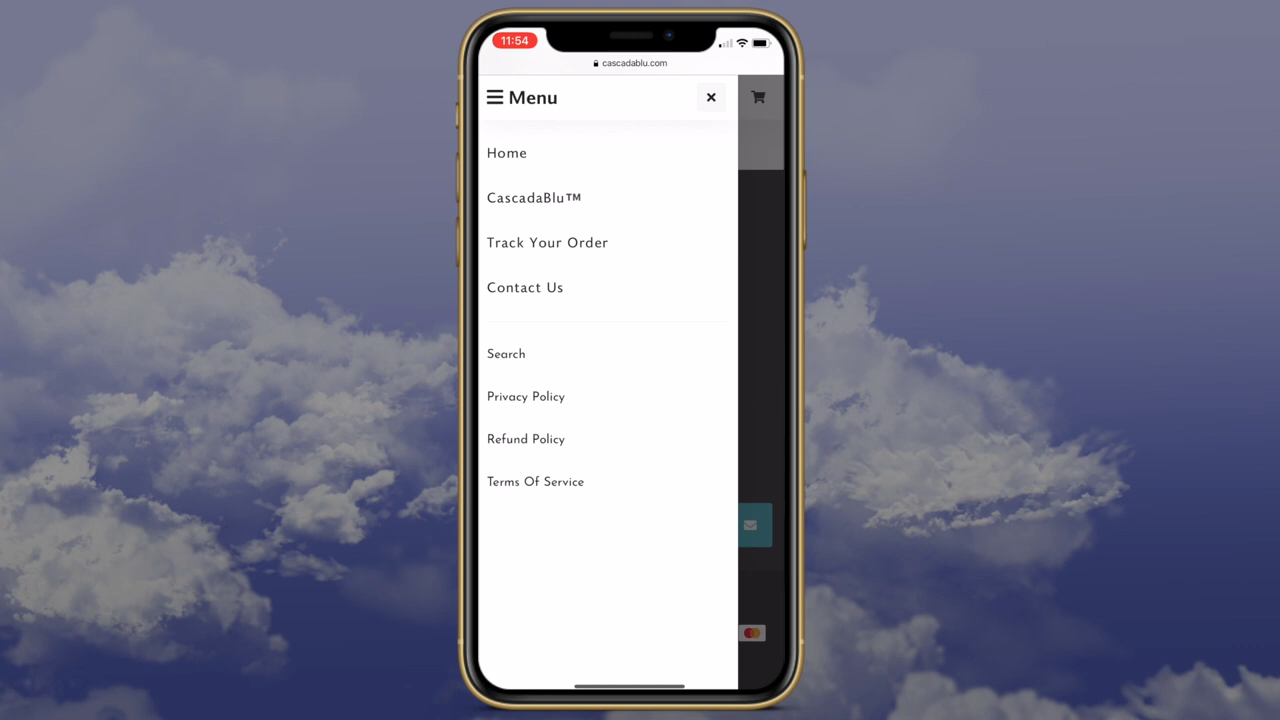 11:54
cascadablu.com
Menu
Home
CascadaBlu™
Track Your Order
Contact Us
Search
Privacy Policy
Refund Policy
Terms Of Service